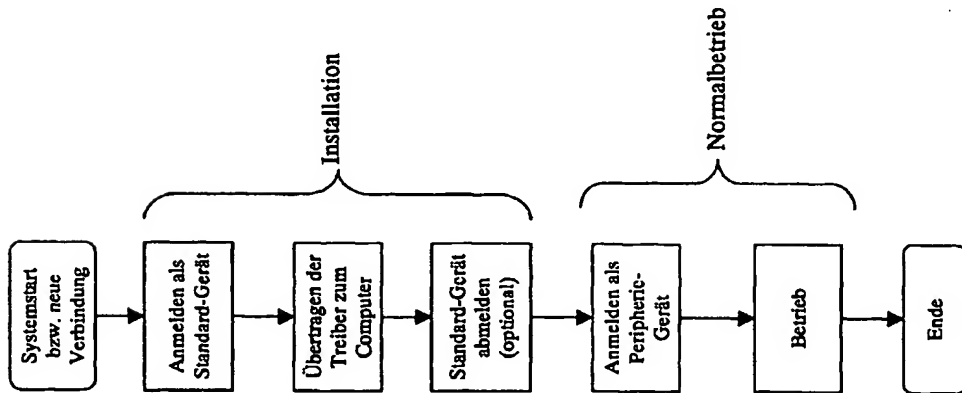 Systemstart
bzw. neue
Verbindung
Anmelden als
Standard-Gerät
Übertragen der
Treiber zum
Computer
Standard-Gerät
abmelden
(optional)
Installation
Anmelden als
Peripherie-
Gerät
Betrieb
Normalbetrieb
Ende